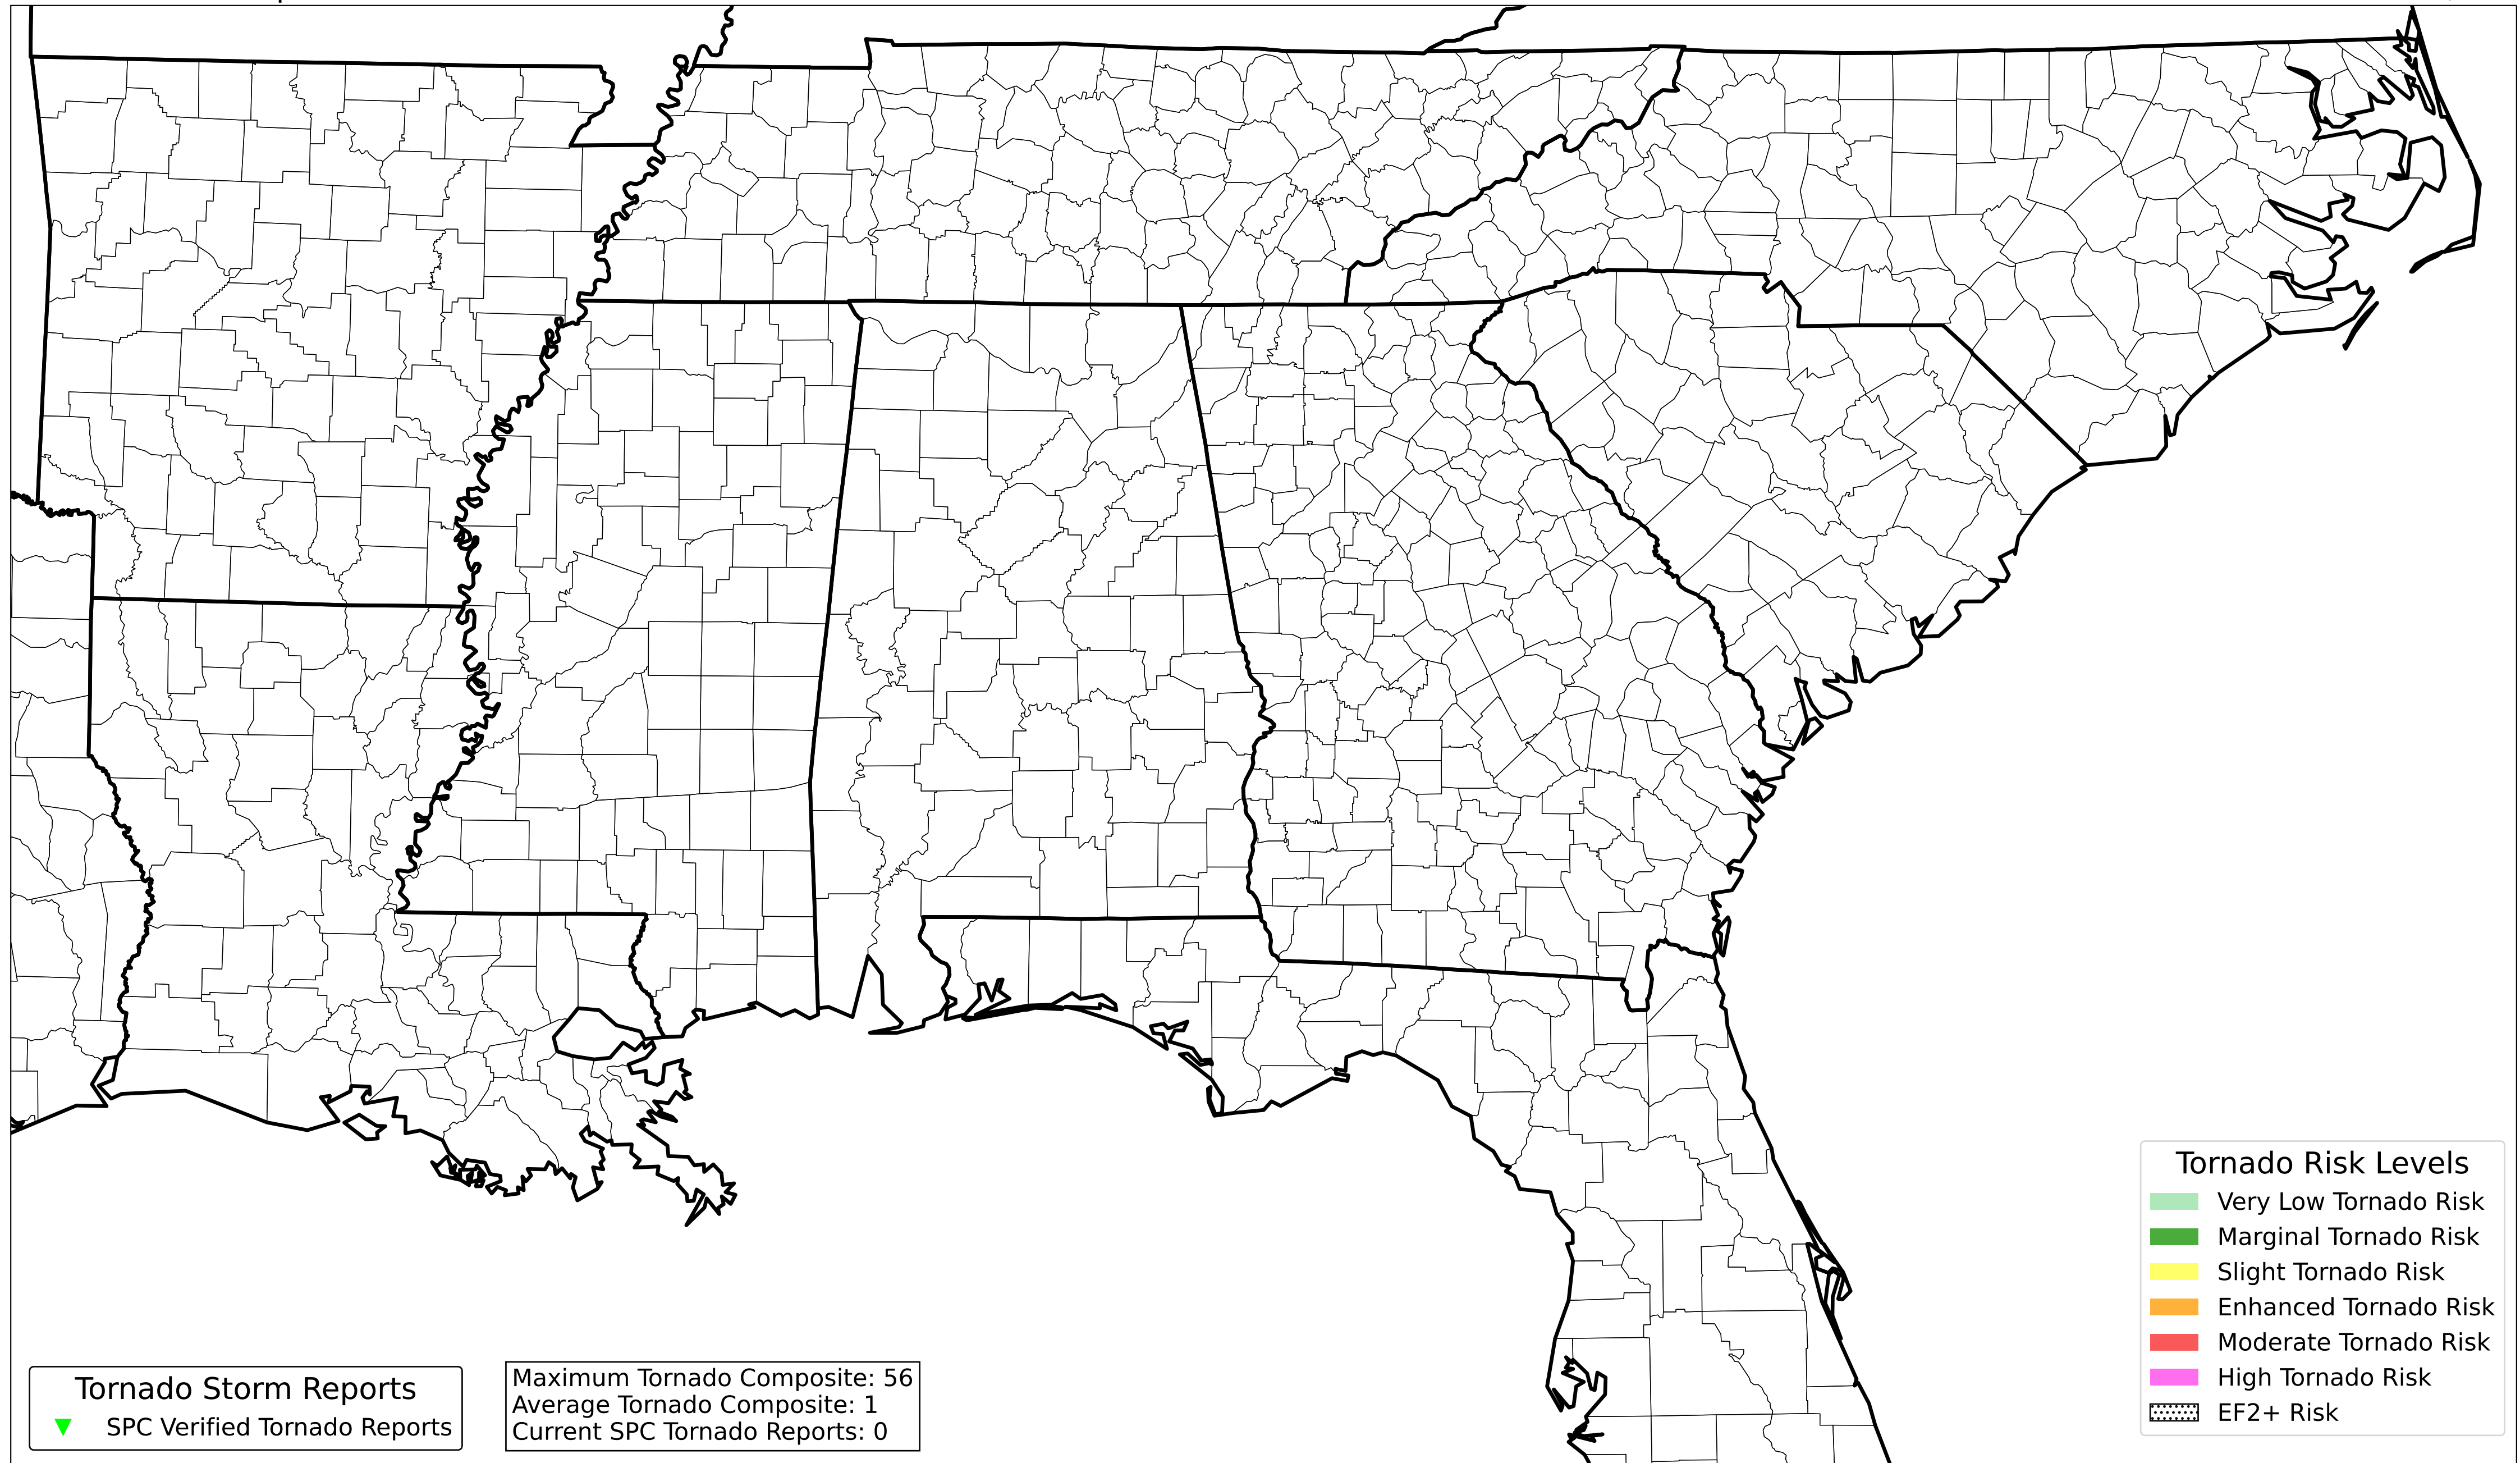 Tornado Risk Levels
Very Low Tornado Risk
Marginal Tornado Risk
Slight Tornado Risk
Enhanced Tornado Risk
Moderate Tornado Risk
High Tornado Risk
EF2+ Risk
Tornado Storm Reports
SPC Verified Tornado Reports
Maximum Tornado Composite: 56
Average Tornado Composite: 1
Current SPC Tornado Reports: 0